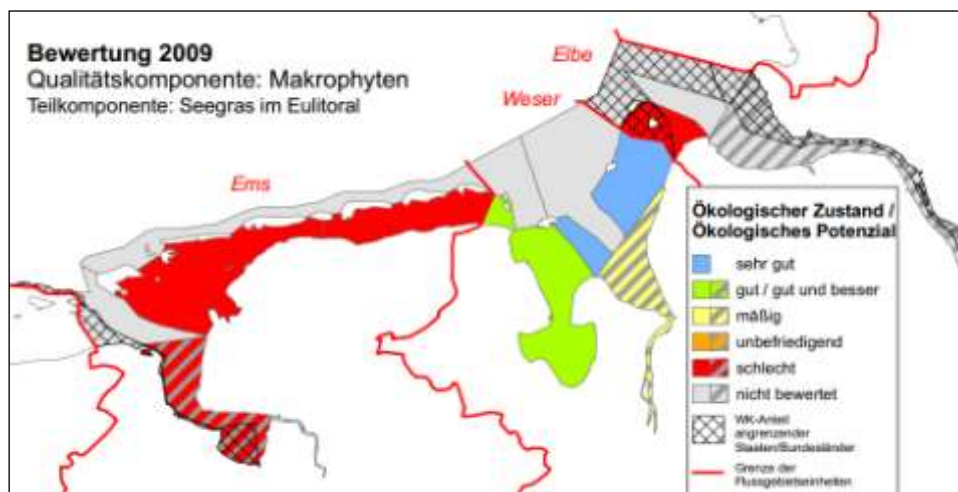 Bewertung 2009
Qualitätskomponente: Makrophyten
Teilkomponente: Seegras im Eulitoral
Elbe
Weser
Ems
Ökologischer Zustand /
Ökologisches Potenzial
sehr gut
gut / gut und besser
mäßig
unbefriedigend
schlecht
nicht bewertet
WK-Anteil
angrenzender
Staaten/Bundesländer
Grenze der
Flussgebietseinheiten